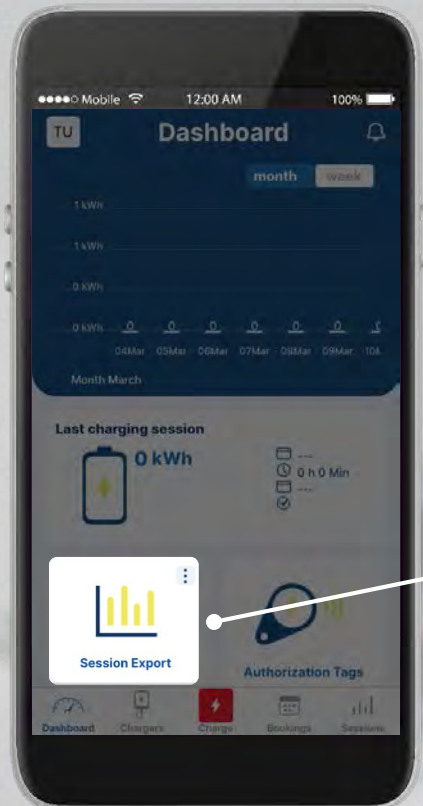 Mobile 12:00 AM 100%
TU Dashboard
month week
1 kWh
1 kWh
0 kWh
0 kWh 0 0 0 0 0 0
04Mar 05Mar 06Mar 07Mar 08Mar 09Mar
Month March
Last charging session
0 kWh
---
0 h 0 Min
---
Session Export
Authorization Tags
Dashboard Chargers Charge Bookings Sessions